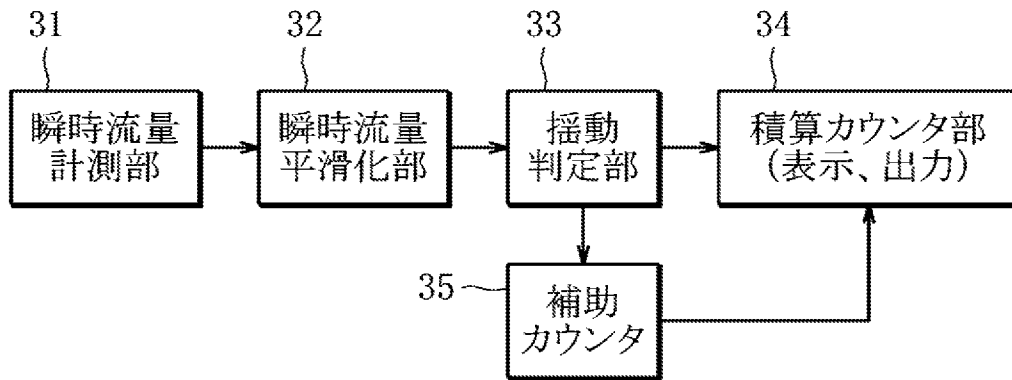 31
瞬時流量
計測部
32
瞬時流量
平滑化部
33
揺動
判定部
34
積算カウンタ部
(表示、出力)
35
補助
カウンタ